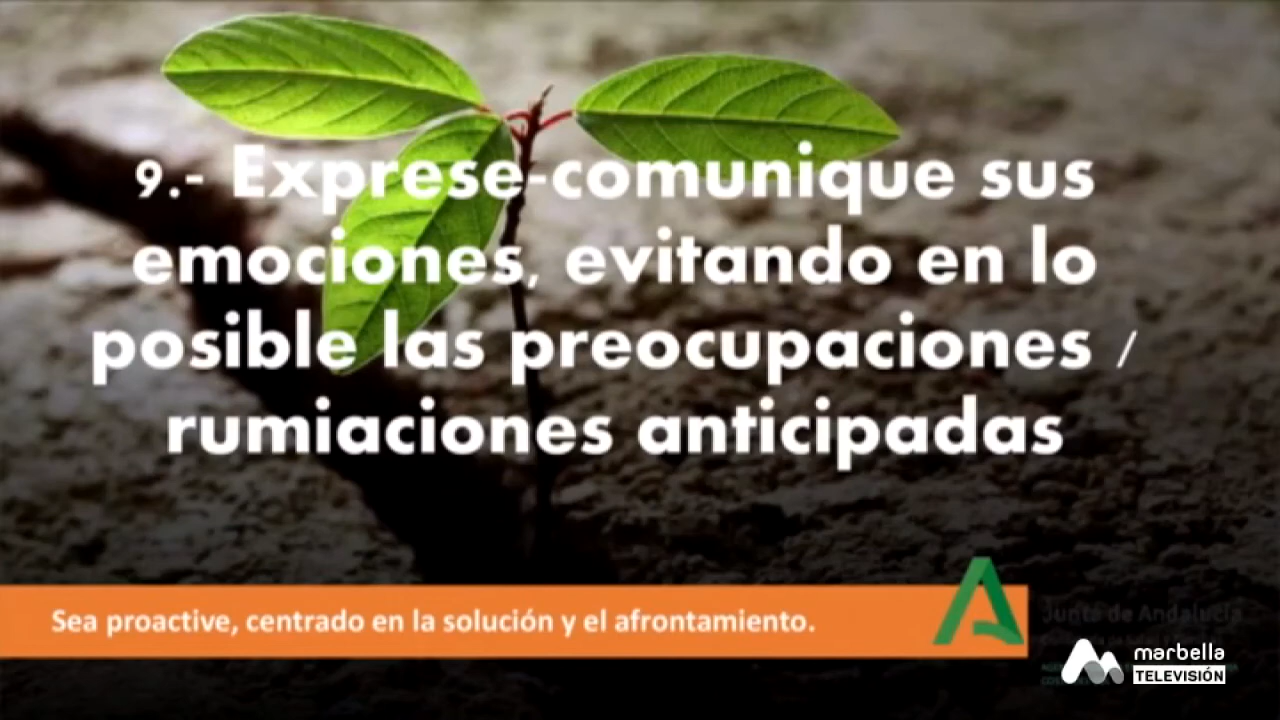 9.- Exprese-comunique sus
emociones, evitando en lo
posible las preocupaciones /
rumiaciones anticipadas
Sea proactive, centrado en la solución y el afrontamiento.
Junta de Andalucía
marbella
TELEVISIÓN